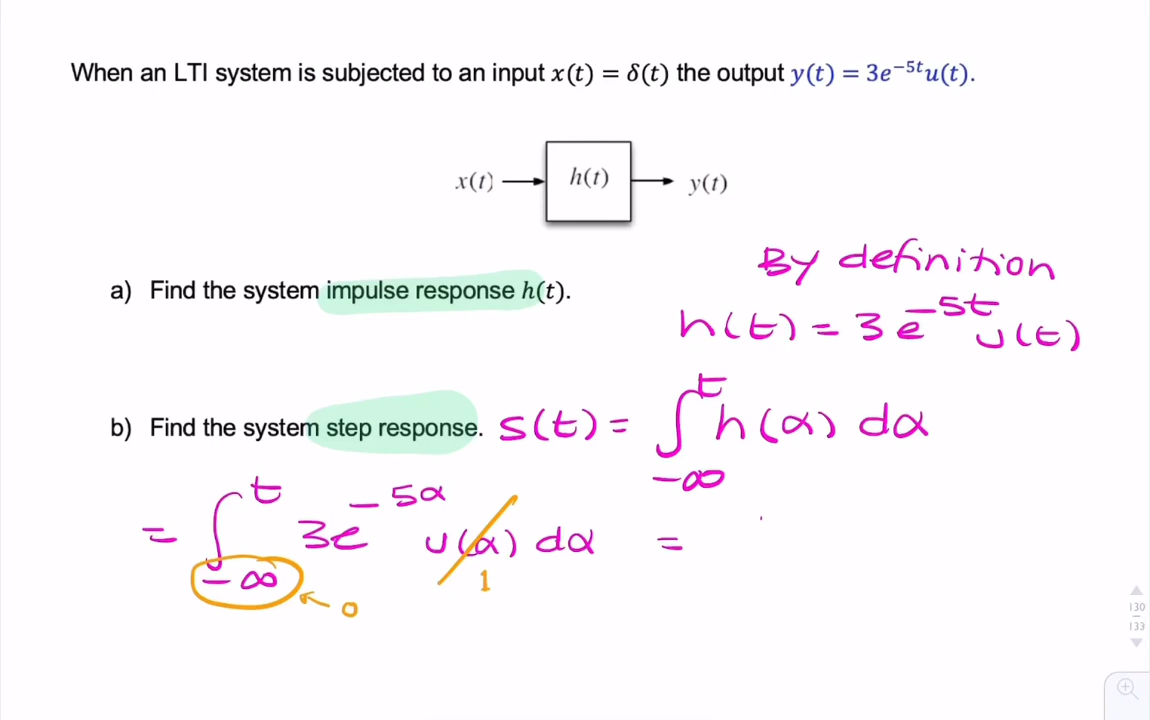 When an LTI system is subjected to an input x(t) = δ(t) the output y(t) = 3e^{-5t}u(t).
x(t) → h(t) → y(t)
By definition
a) Find the system impulse response h(t).
h(t) = 3e^{-5t}u(t)
b) Find the system step response. s(t) = ∫_{-∞}^{t} h(α) dα
= ∫_{-∞}^{t} 3e^{-5α} u(α) dα =
1
← 0
130
133